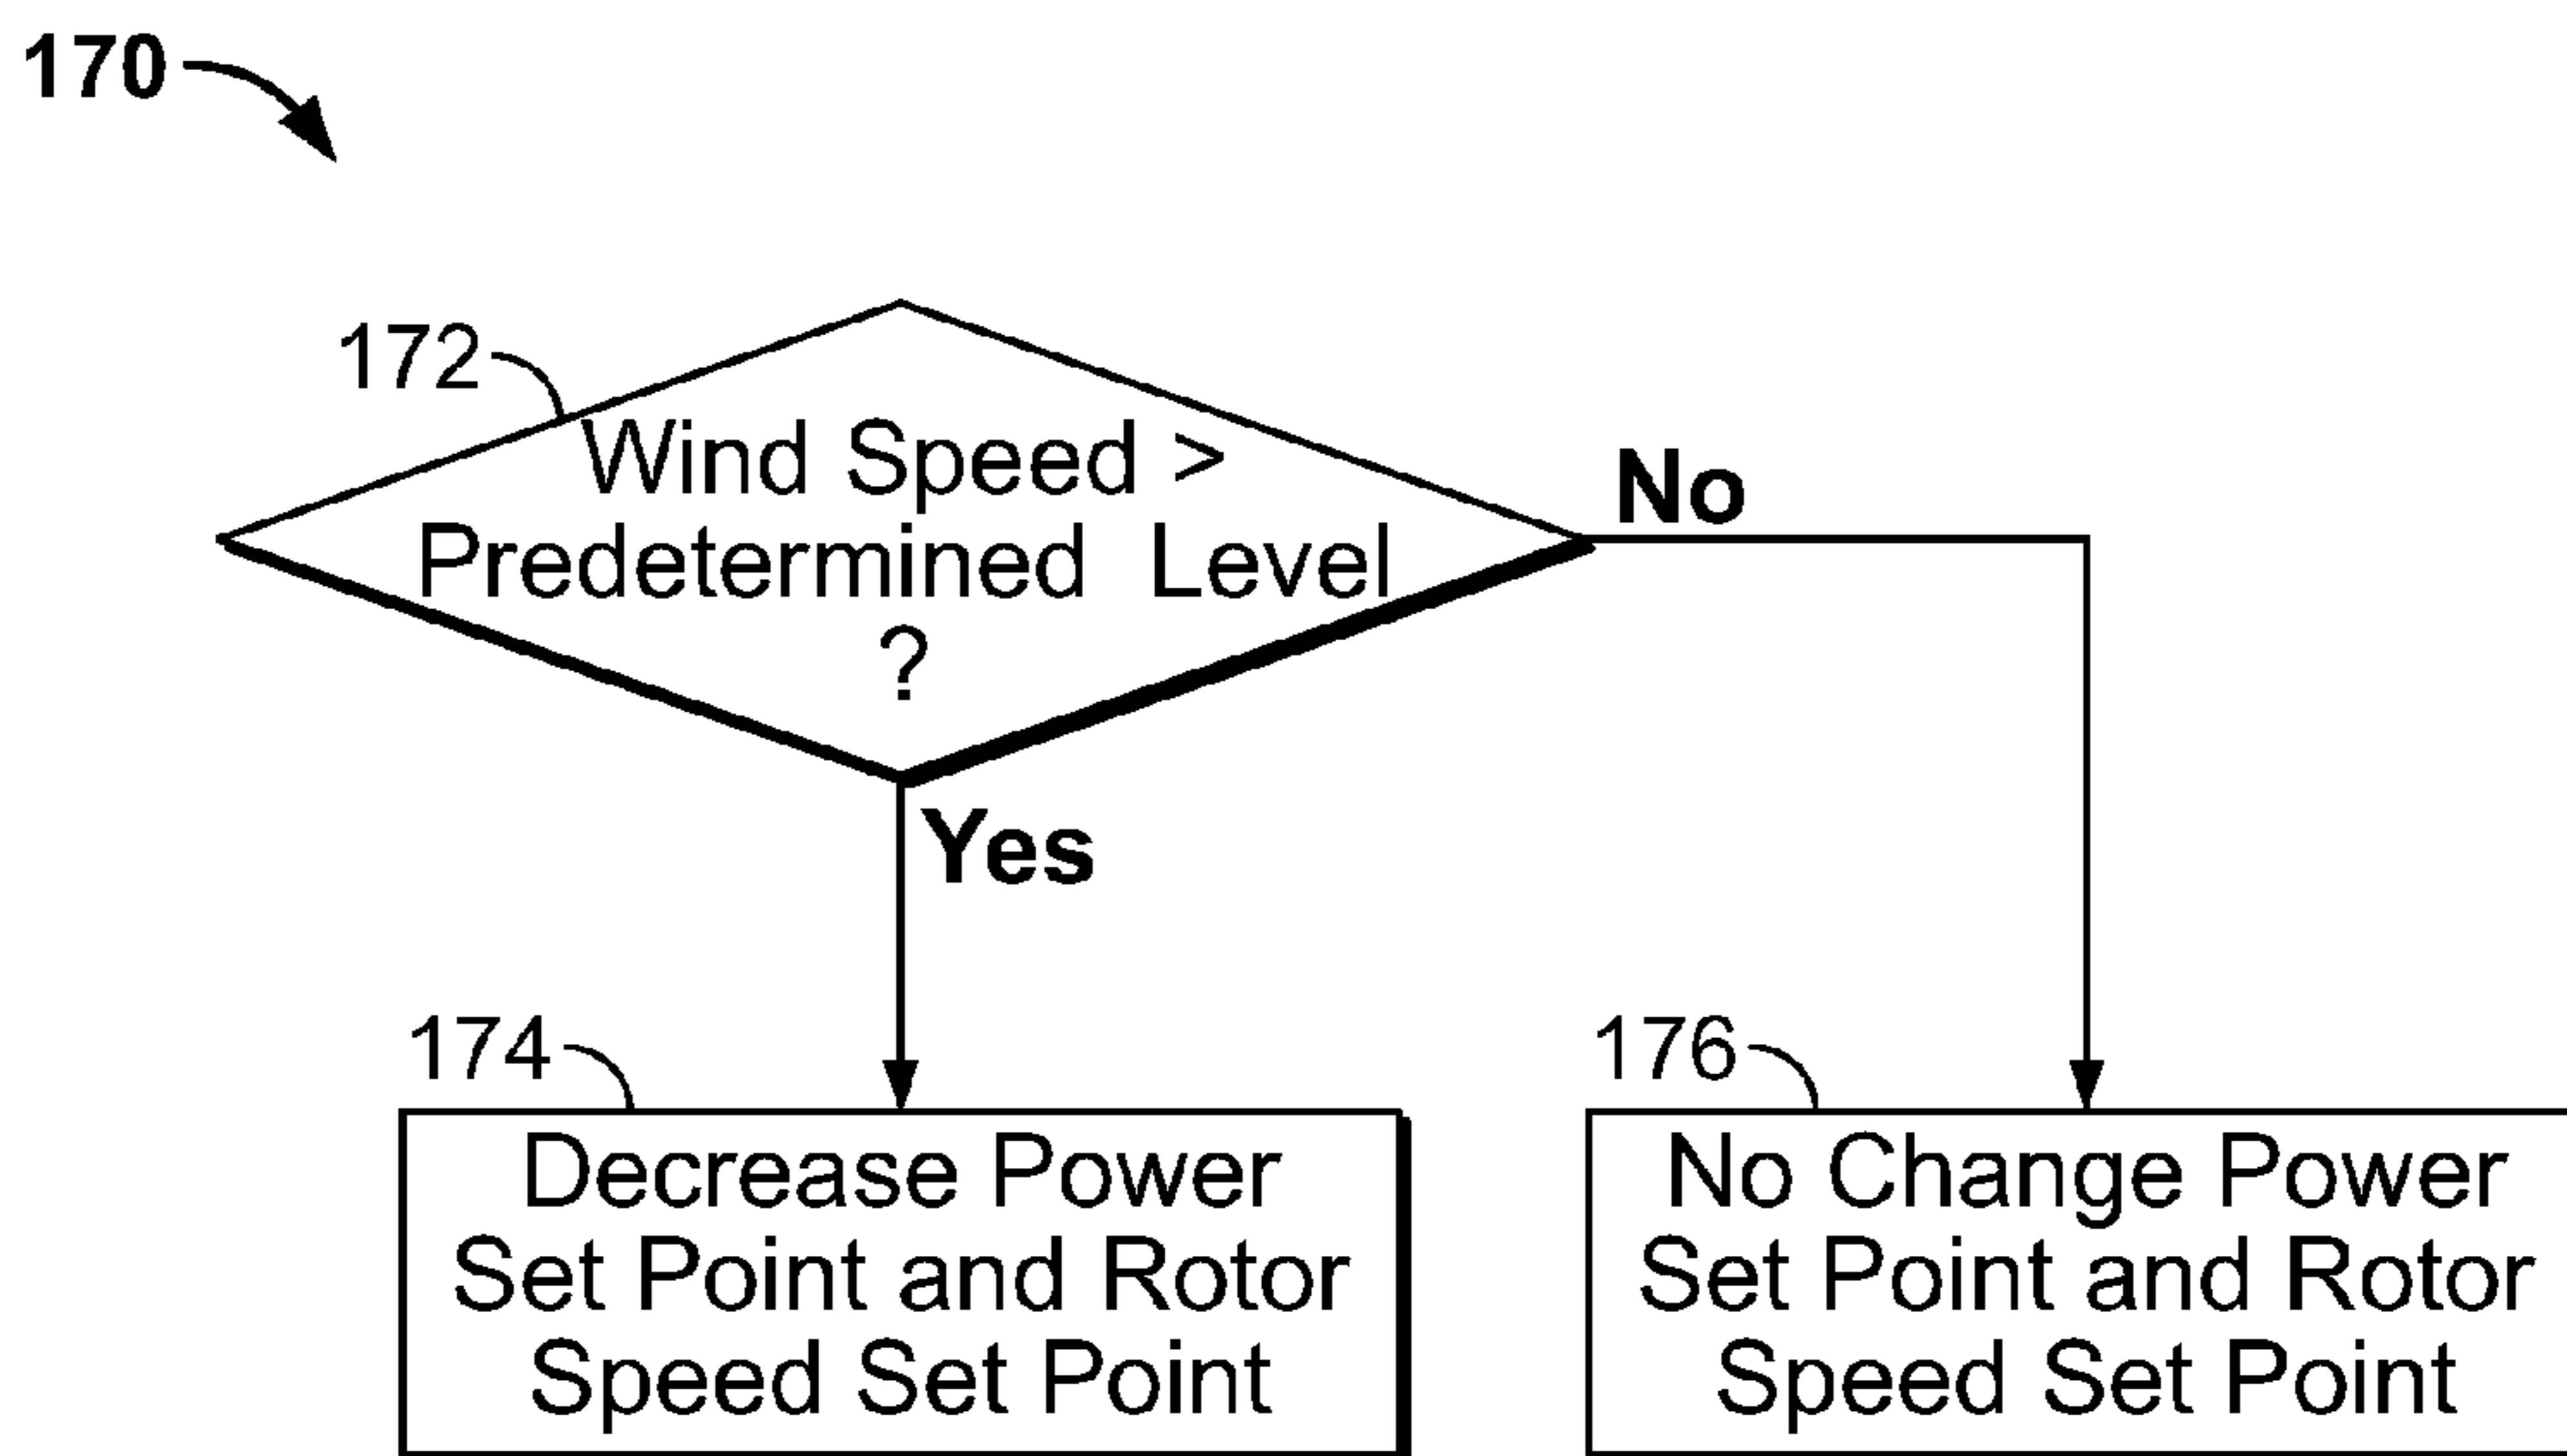 170
172
Wind Speed >
Predetermined Level
?
No
Yes
174
Decrease Power
Set Point and Rotor
Speed Set Point
176
No Change Power
Set Point and Rotor
Speed Set Point